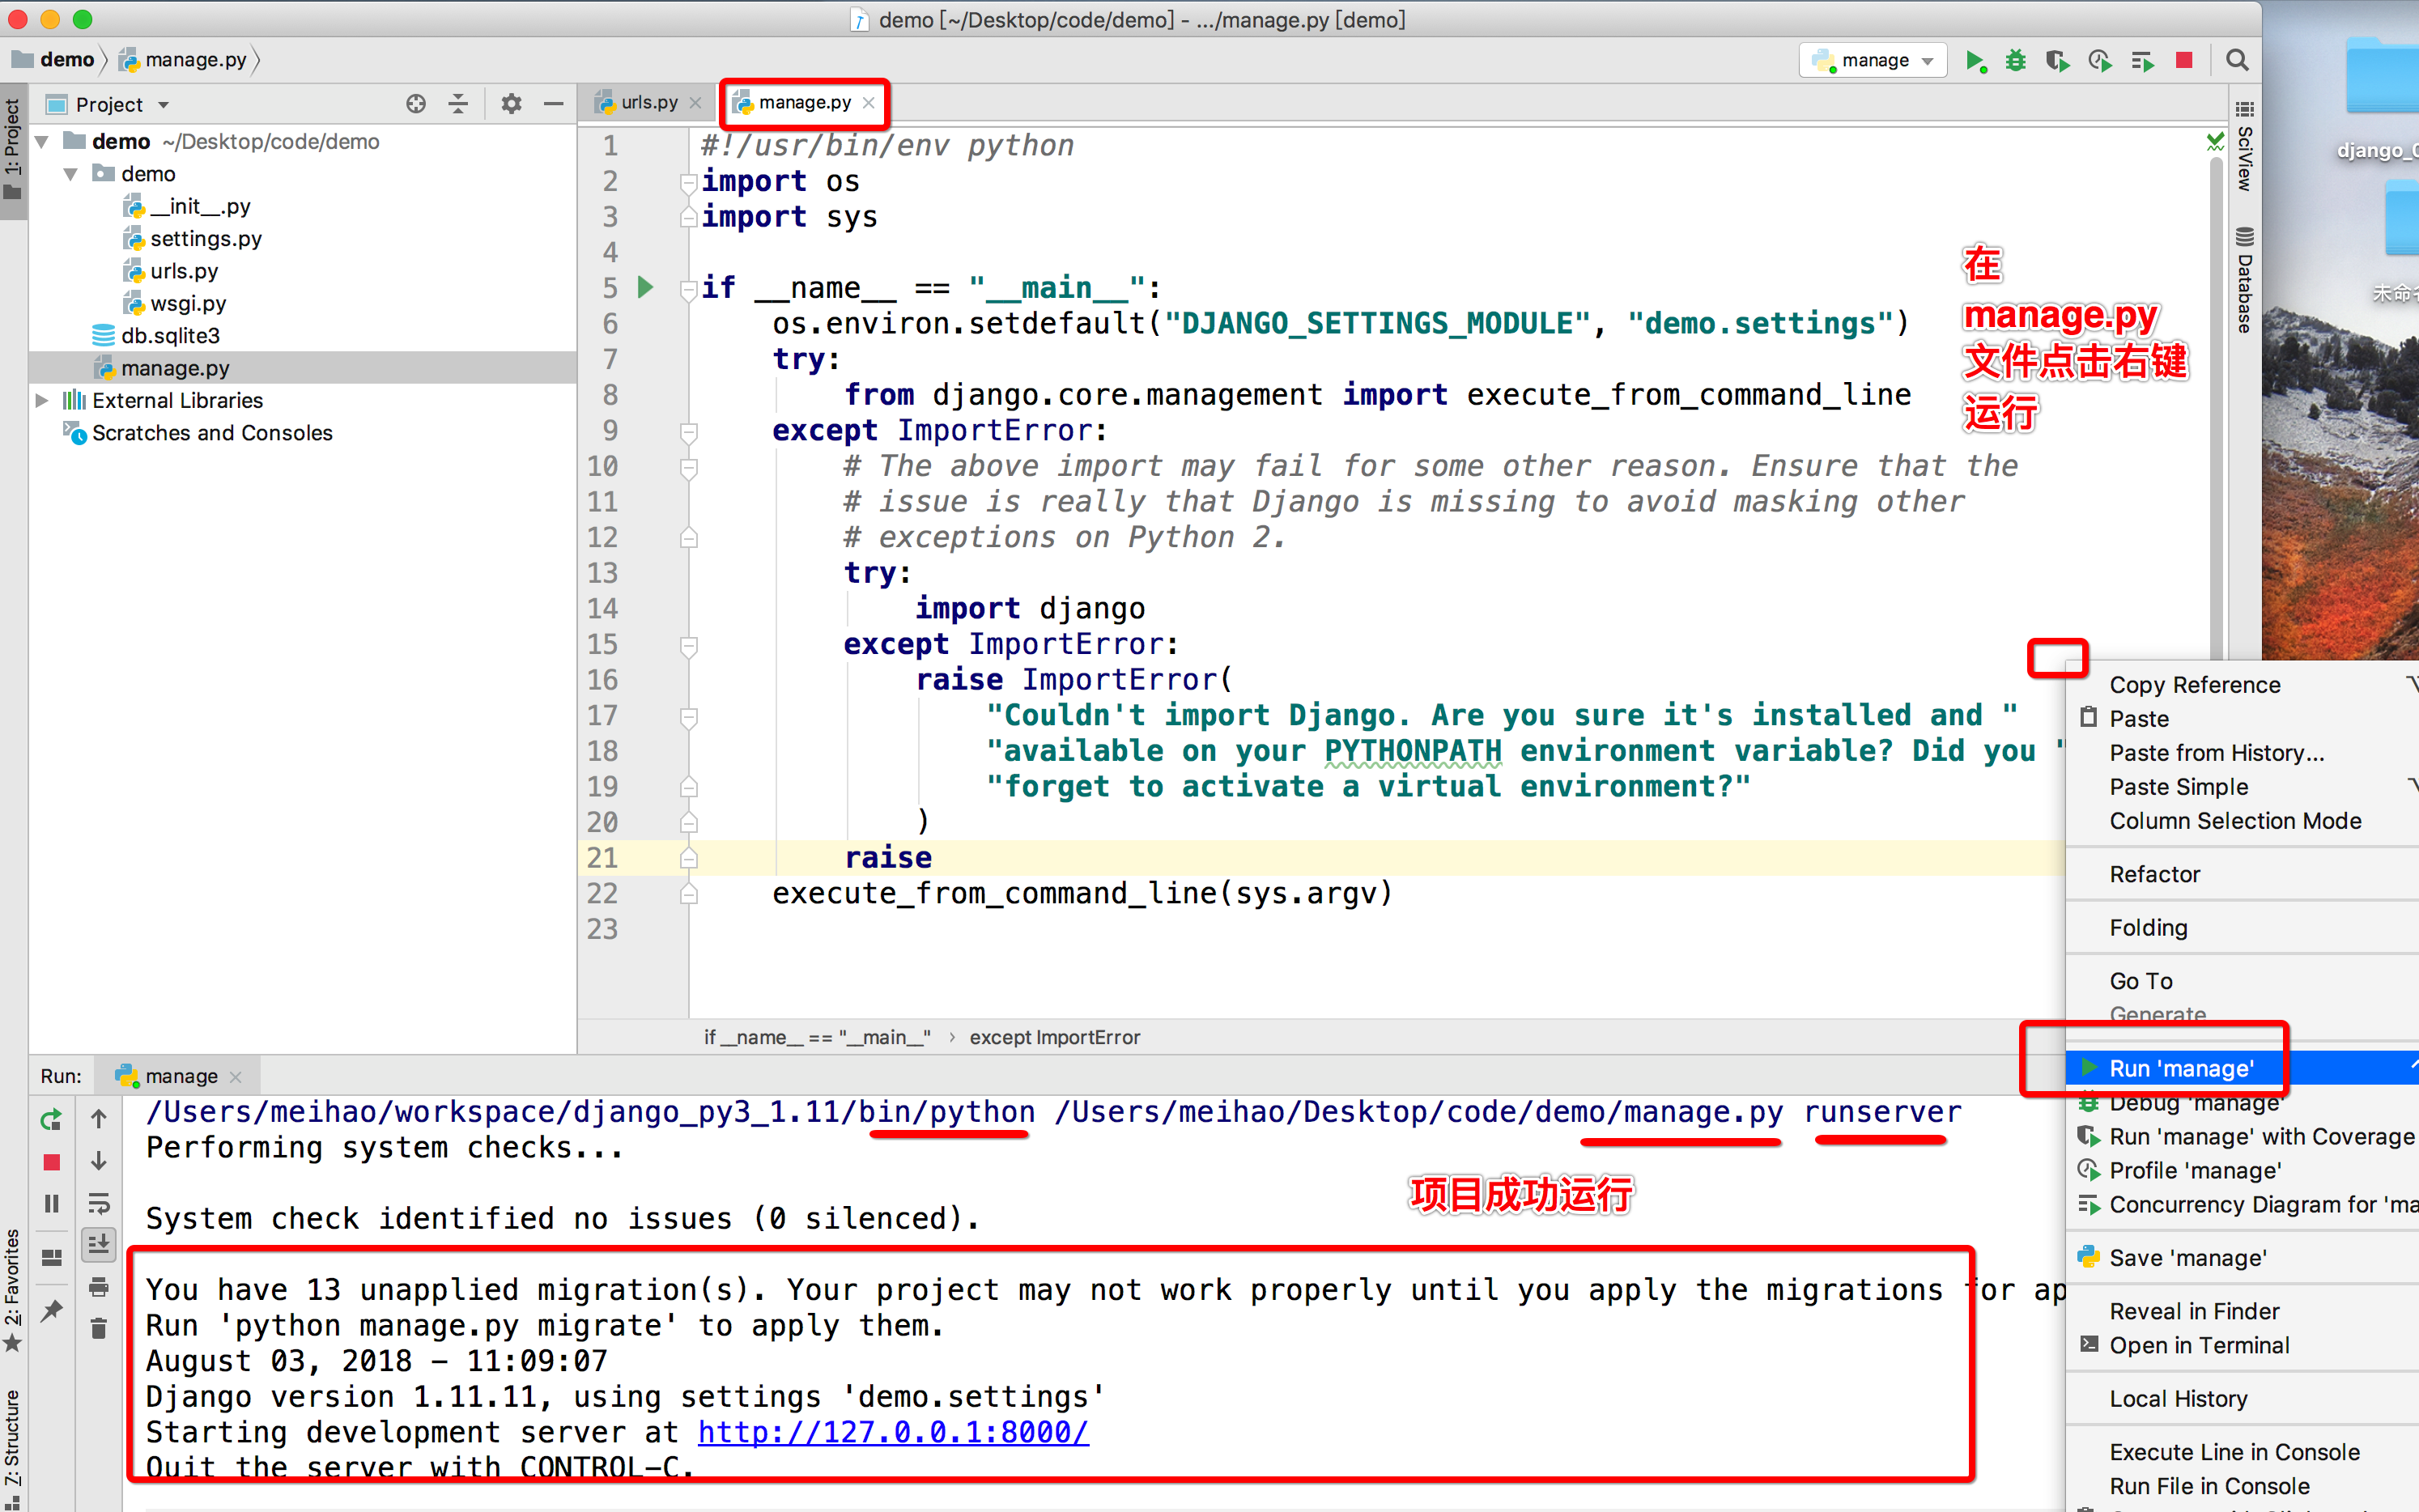 demo [~/Desktop/code/demo] - .../manage.py [demo]
demo
manage.py
manage
Project
urls.py
manage.py
1: Project
demo ~/Desktop/code/demo
demo
__init__.py
settings.py
urls.py
wsgi.py
db.sqlite3
manage.py
External Libraries
Scratches and Consoles
1 #!/usr/bin/env python
2 import os
3 import sys
4
5 if __name__ == "__main__":
6 os.environ.setdefault("DJANGO_SETTINGS_MODULE", "demo.settings")
7 try:
8 from django.core.management import execute_from_command_line
9 except ImportError:
10 # The above import may fail for some other reason. Ensure that the
11 # issue is really that Django is missing to avoid masking other
12 # exceptions on Python 2.
13 try:
14 import django
15 except ImportError:
16 raise ImportError(
17 "Couldn't import Django. Are you sure it's installed and "
18 "available on your PYTHONPATH environment variable? Did you "
19 "forget to activate a virtual environment?"
20 )
21 raise
22 execute_from_command_line(sys.argv)
23
在
manage.py
文件点击右键
运行
SciView
Database
django_0
未命名
if __name__ == "__main__" › except ImportError
Copy Reference
Paste
Paste from History...
Paste Simple
Column Selection Mode
Refactor
Folding
Go To
Generate
Run 'manage'
Debug 'manage'
Run 'manage' with Coverage
Profile 'manage'
Concurrency Diagram for 'ma
Save 'manage'
Reveal in Finder
Open in Terminal
Local History
Execute Line in Console
Run File in Console
Run:
manage
/Users/meihao/workspace/django_py3_1.11/bin/python /Users/meihao/Desktop/code/demo/manage.py runserver
Performing system checks...
项目成功运行
System check identified no issues (0 silenced).
You have 13 unapplied migration(s). Your project may not work properly until you apply the migrations for ap
Run 'python manage.py migrate' to apply them.
August 03, 2018 - 11:09:07
Django version 1.11.11, using settings 'demo.settings'
Starting development server at http://127.0.0.1:8000/
Quit the server with CONTROL-C.
2: Favorites
7: Structure